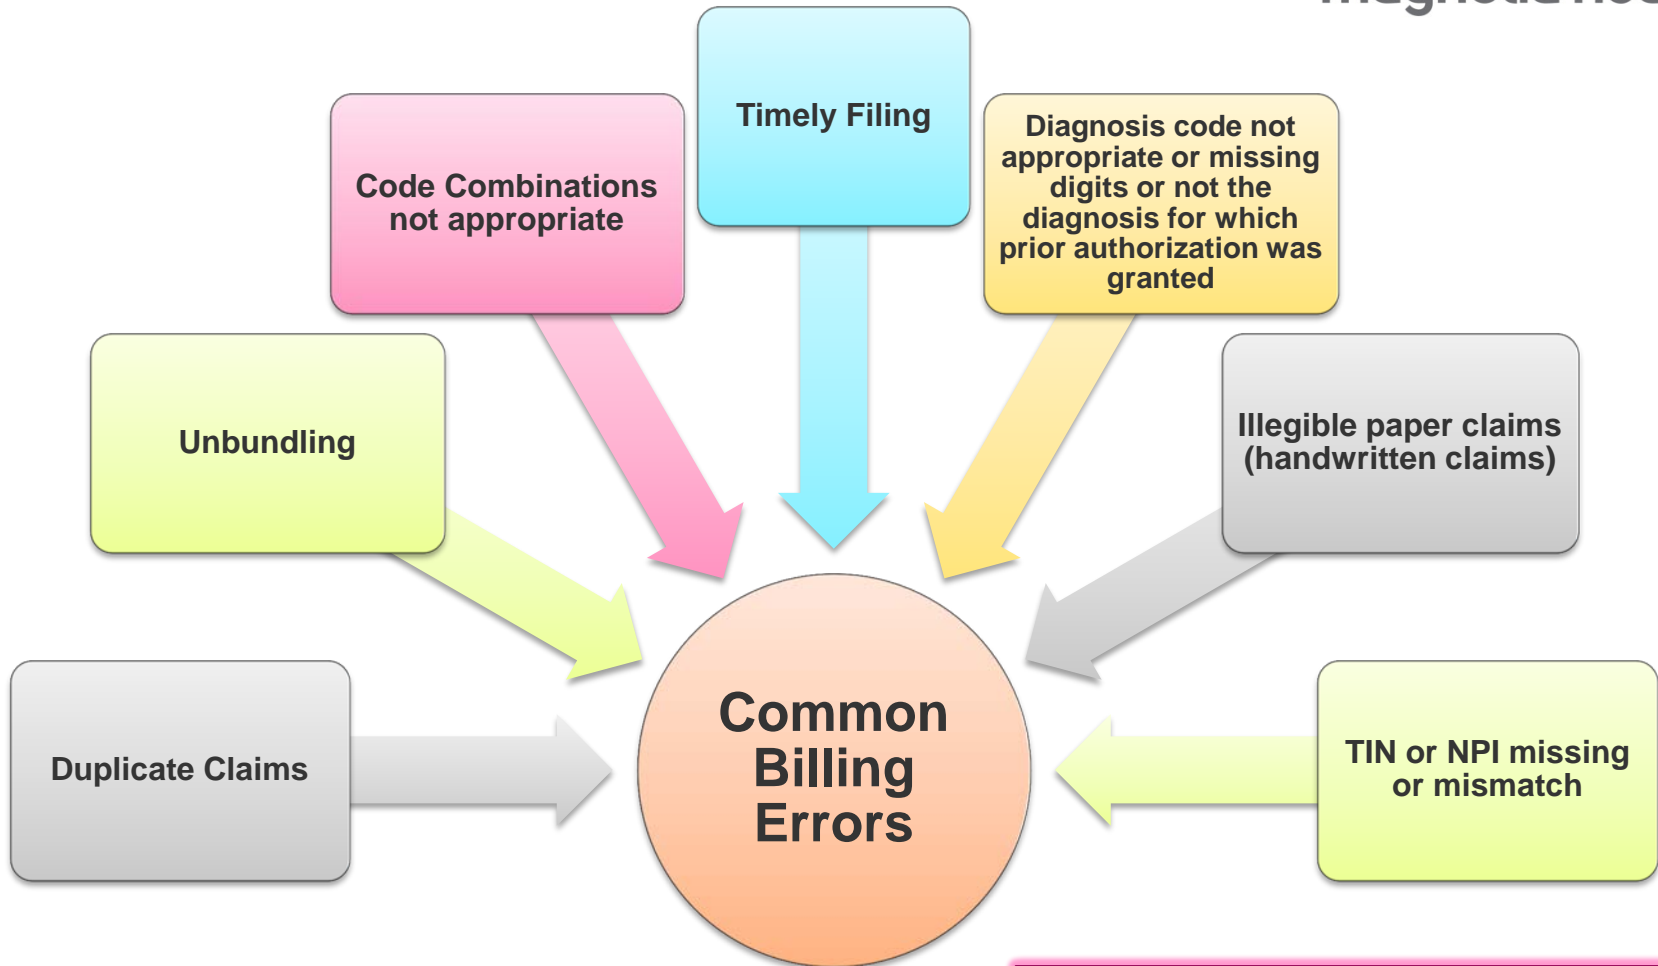 Timely Filing
Code Combinations
not appropriate
Diagnosis code not
appropriate or missing
digits or not the
diagnosis for which
prior authorization was
granted
Unbundling
Illegible paper claims
(handwritten claims)
Duplicate Claims
Common
Billing
Errors
TIN or NPI missing
or mismatch